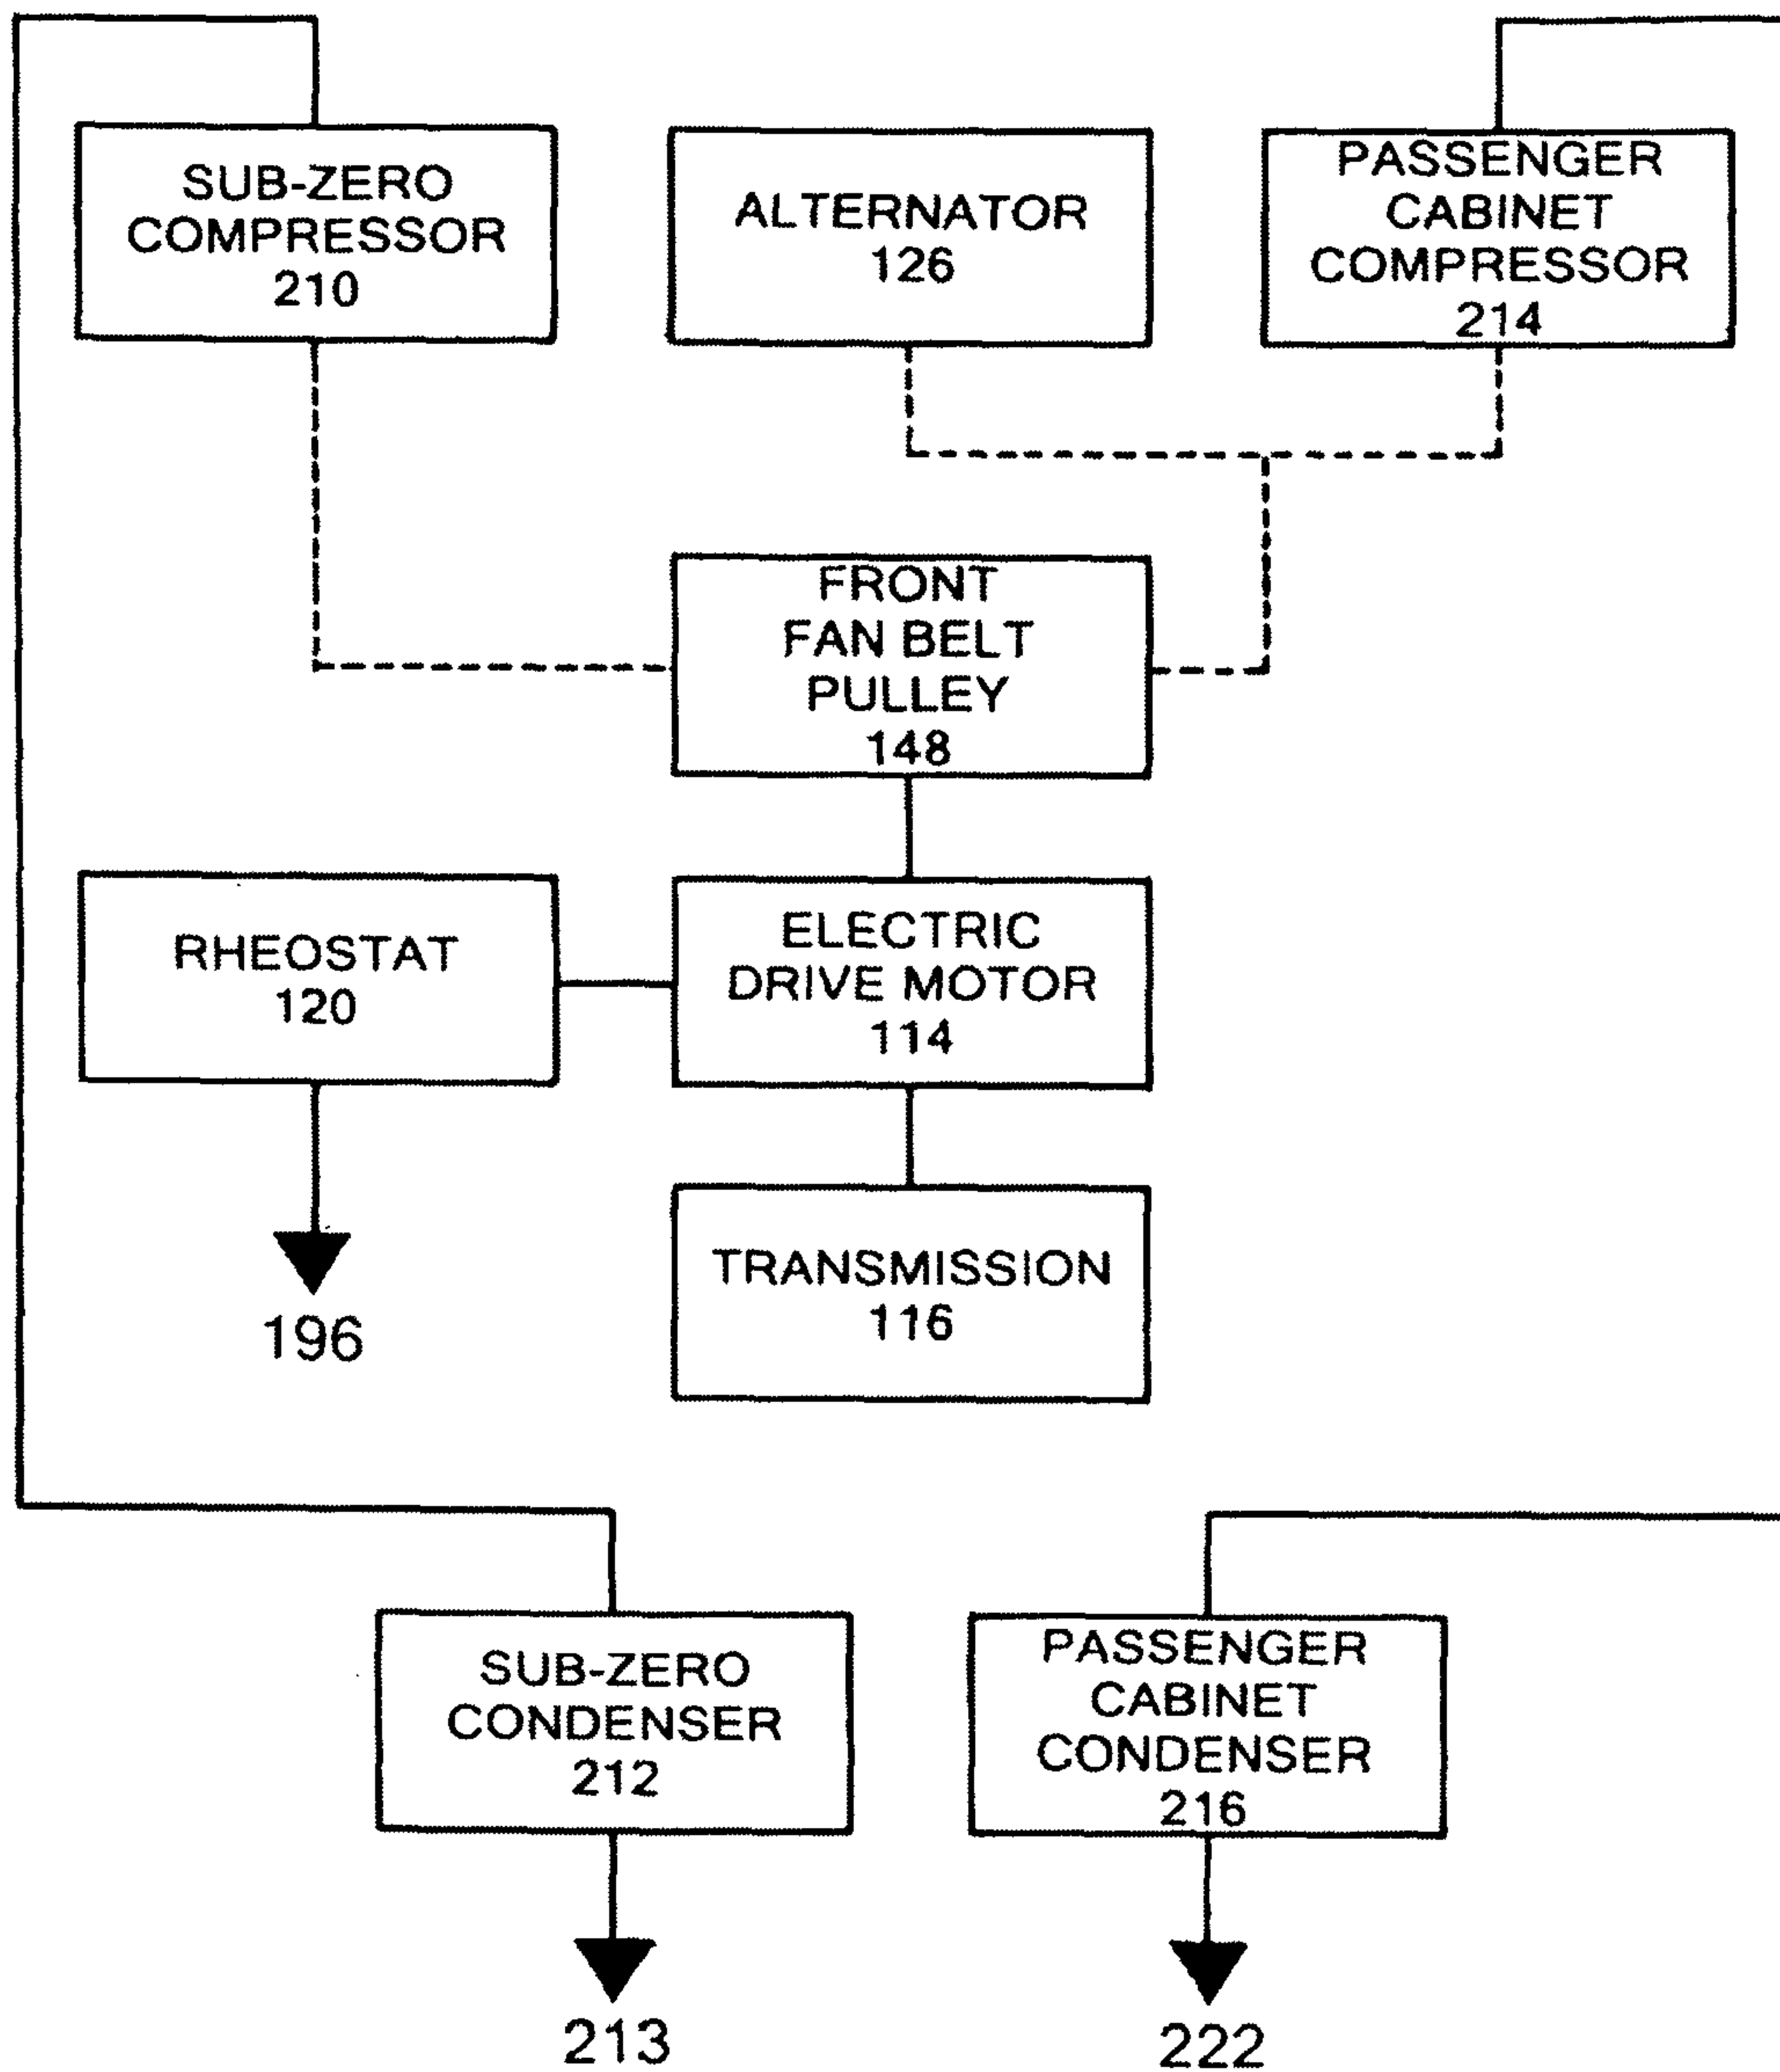 SUB-ZERO
COMPRESSOR
210
ALTERNATOR
126
PASSENGER
CABINET
COMPRESSOR
214
FRONT
FAN BELT
PULLEY
148
RHEOSTAT
120
ELECTRIC
DRIVE MOTOR
114
196
TRANSMISSION
116
SUB-ZERO
CONDENSER
212
PASSENGER
CABINET
CONDENSER
216
213
222